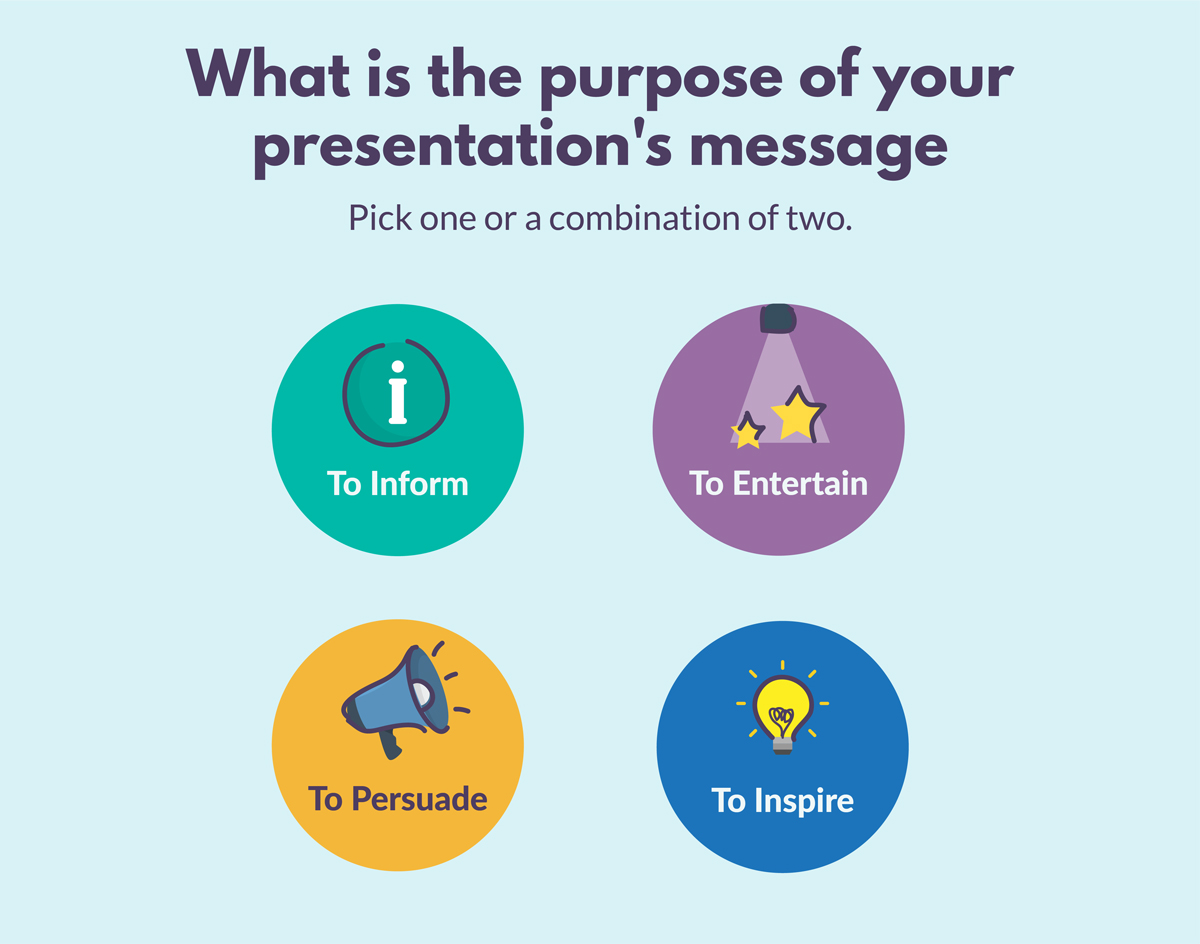 What is the purpose of your
presentation's message
Pick one or a combination of two.
To Inform
To Entertain
To Persuade
To Inspire